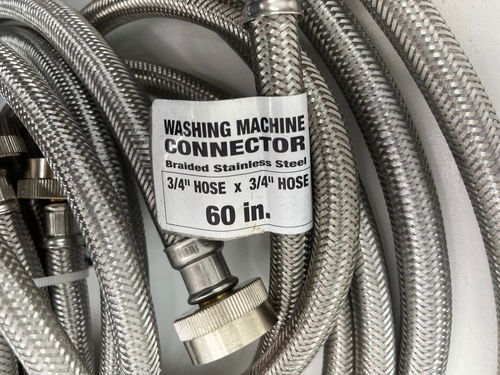 WASHING MACHINE
CONNECTOR
Braided Stainless Steel
3/4" HOSE x 3/4" HOSE
60 in.